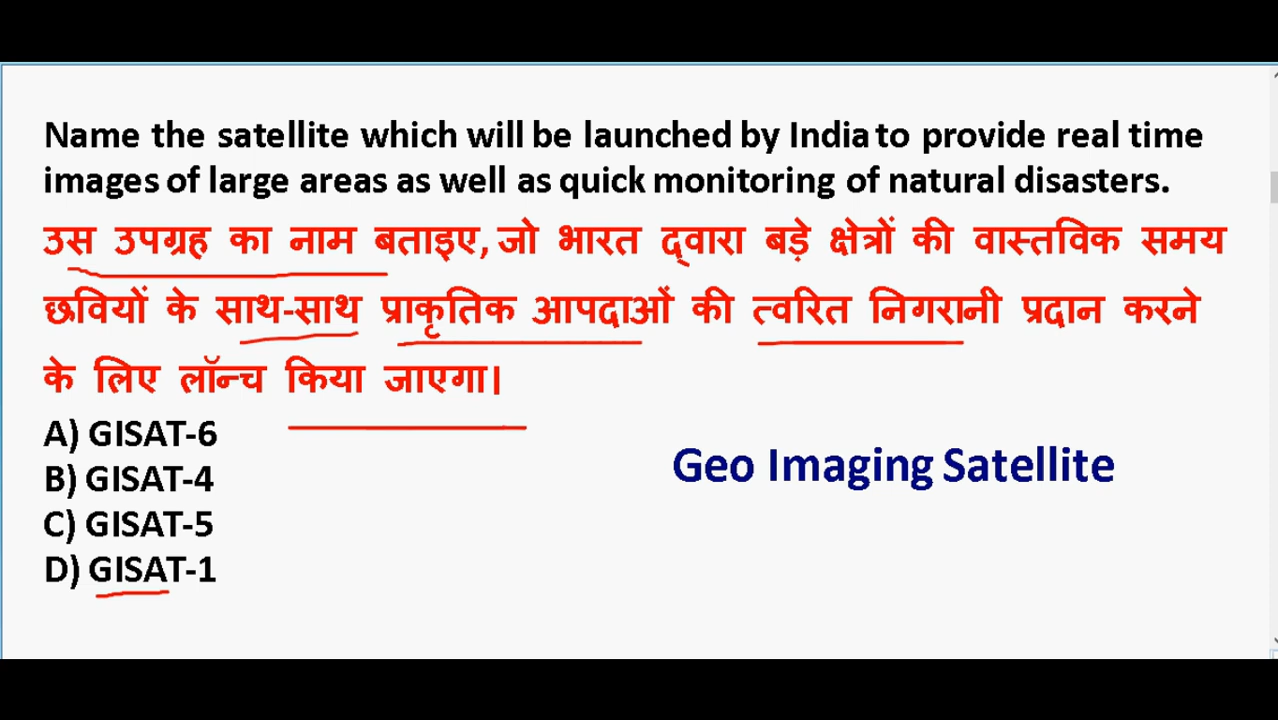 Name the satellite which will be launched by India to provide real time
images of large areas as well as quick monitoring of natural disasters.
उस उपग्रह का नाम बताइए, जो भारत द्वारा बड़े क्षेत्रों की वास्तविक समय
छवियों के साथ-साथ प्राकृतिक आपदाओं की त्वरित निगरानी प्रदान करने
के लिए लॉन्च किया जाएगा।
A) GISAT-6
B) GISAT-4
Geo Imaging Satellite
C) GISAT-5
D) GISAT-1